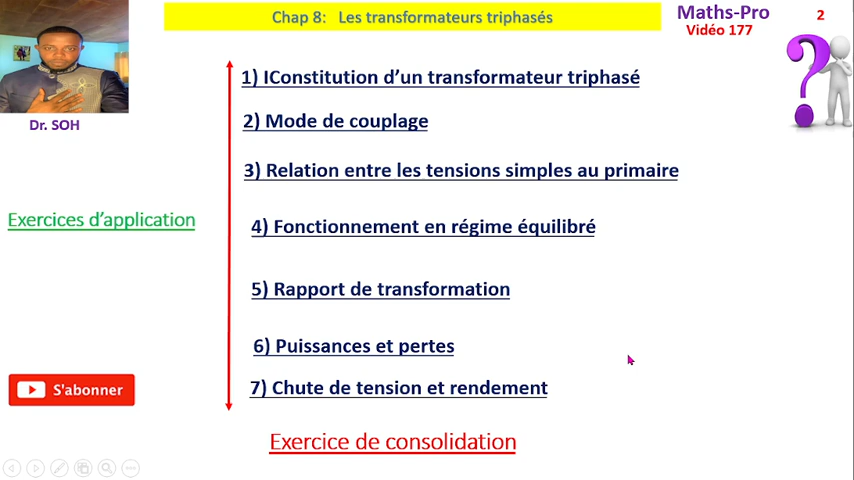 Chap 8: Les transformateurs triphasés
Maths-Pro
Vidéo 177
2
Dr. SOH
1) IConstitution d'un transformateur triphasé
2) Mode de couplage
3) Relation entre les tensions simples au primaire
Exercices d'application
4) Fonctionnement en régime équilibré
5) Rapport de transformation
6) Puissances et pertes
S'abonner
7) Chute de tension et rendement
Exercice de consolidation